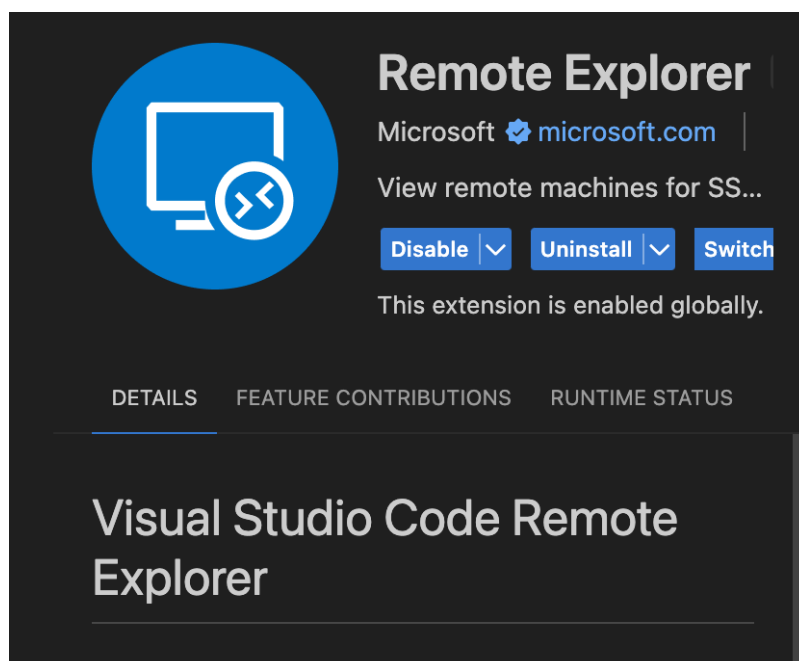 Remote Explorer
Microsoft microsoft.com
View remote machines for SS...
Disable Uninstall Switch
This extension is enabled globally.
DETAILS FEATURE CONTRIBUTIONS RUNTIME STATUS
Visual Studio Code Remote
Explorer